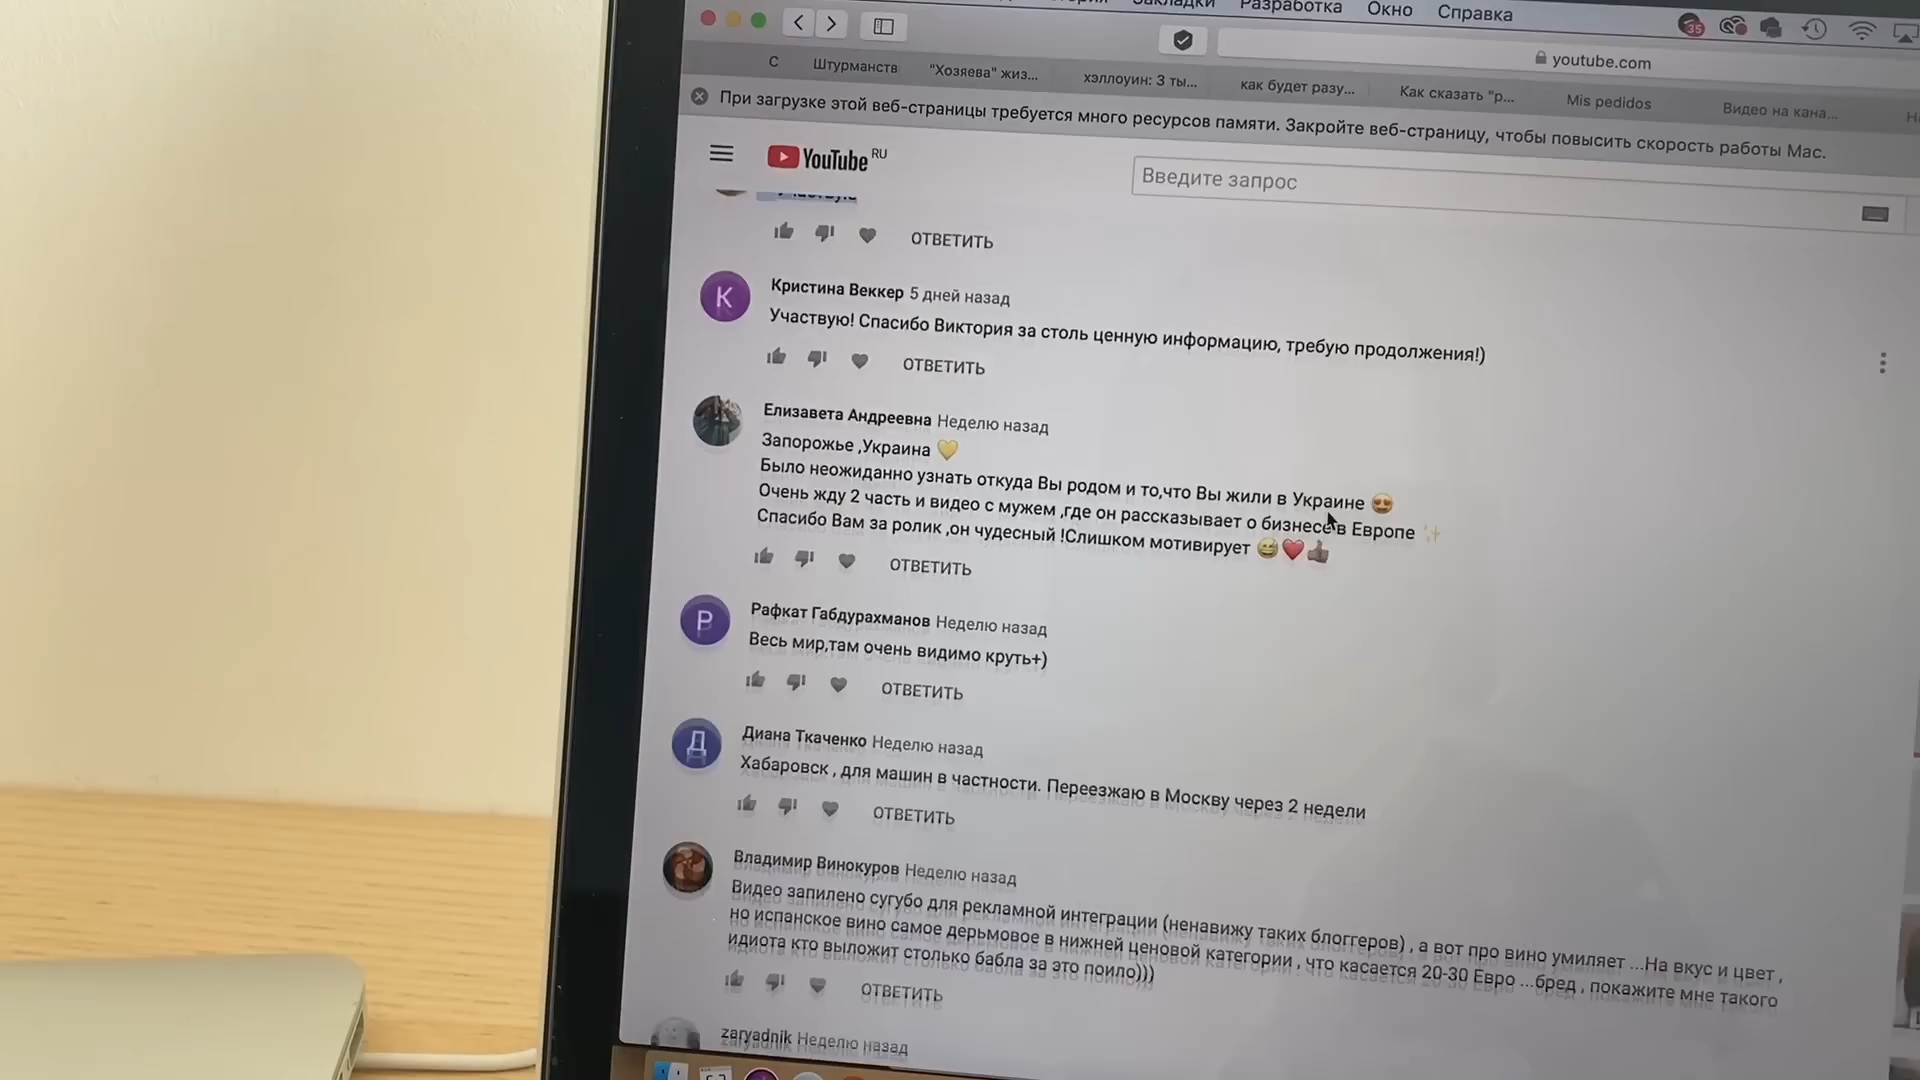 Закладки Разработка Окно Справка
35
youtube.com
С Штурманств "Хозяева" жиз... хэллоуин: 3 ты... как будет разу... Как сказать "р... Mis pedidos Видео на кана...
При загрузке этой веб-страницы требуется много ресурсов памяти. Закройте веб-страницу, чтобы повысить скорость работы Mac.
YouTube RU
Введите запрос
ОТВЕТИТЬ
К
Кристина Веккер 5 дней назад
Участвую! Спасибо Виктория за столь ценную информацию, требую продолжения!)
ОТВЕТИТЬ
Елизавета Андреевна Неделю назад
Запорожье ,Украина 💛
Было неожиданно узнать откуда Вы родом и то,что Вы жили в Украине 😍
Очень жду 2 часть и видео с мужем ,где он рассказывает о бизнесе в Европе ✨
Спасибо Вам за ролик ,он чудесный !Слишком мотивирует 😅❤️👍
ОТВЕТИТЬ
Р
Рафкат Габдурахманов Неделю назад
Весь мир,там очень видимо круть+)
ОТВЕТИТЬ
Д
Диана Ткаченко Неделю назад
Хабаровск , для машин в частности. Переезжаю в Москву через 2 недели
ОТВЕТИТЬ
Владимир Винокуров Неделю назад
Видео запилено сугубо для рекламной интеграции (ненавижу таких блоггеров) , а вот про вино умиляет ...На вкус и цвет ,
но испанское вино самое дерьмовое в нижней ценовой категории , что касается 20-30 Евро ...бред , покажите мне такого
идиота кто выложит столько бабла за это поило)))
ОТВЕТИТЬ
zaryadnik Неделю назад